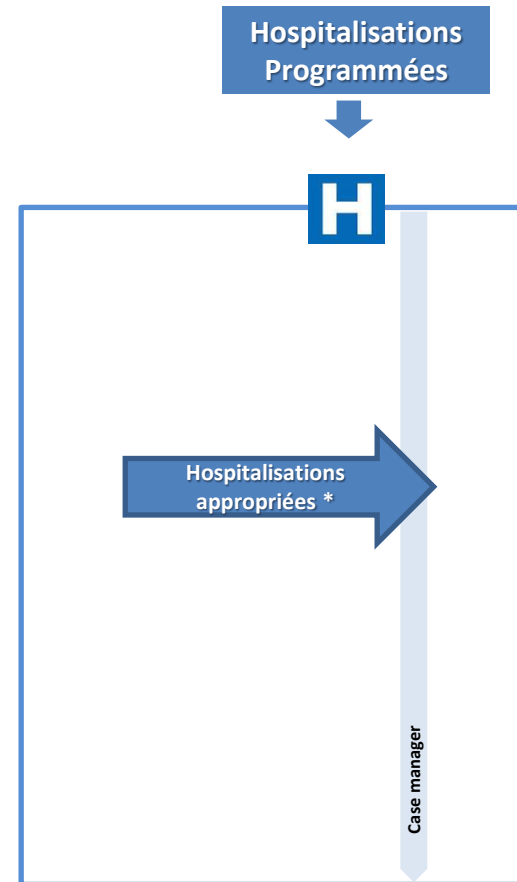 Hospitalisations
Programmées
H
Hospitalisations
appropriées *
Case manager